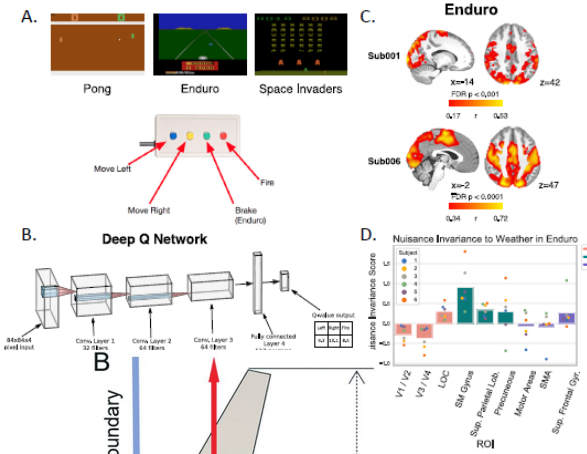 A.
Pong
Enduro
Space Invaders
Move Left
Move Right
Brake
(Enduro)
Fire
B.
Deep Q Network
84x84x4
pixel input
Conv. Layer 1
32 filters
Conv. Layer 2
64 filters
Conv. Layer 3
64 filters
Fully connected
Layer 4
Q-value output
Left Right Fire
C.
Enduro
Sub001
x=-14
z=42
FDR p < 0.001
0.17 r 0.53
Sub006
x=-2
z=47
FDR p <0.0001
0.34 r 0.72
D.
Nuisance Invariance to Weather in Enduro
Subject
1
2
3
4
5
6
isance Invariance Score
V1 / V2
V3 / V4
LOC
SM Gyrus
Sup. Parietal Lob.
Precuneous
Motor Areas
SMA
Sup. Frontal Gyr.
ROI
B
oundary